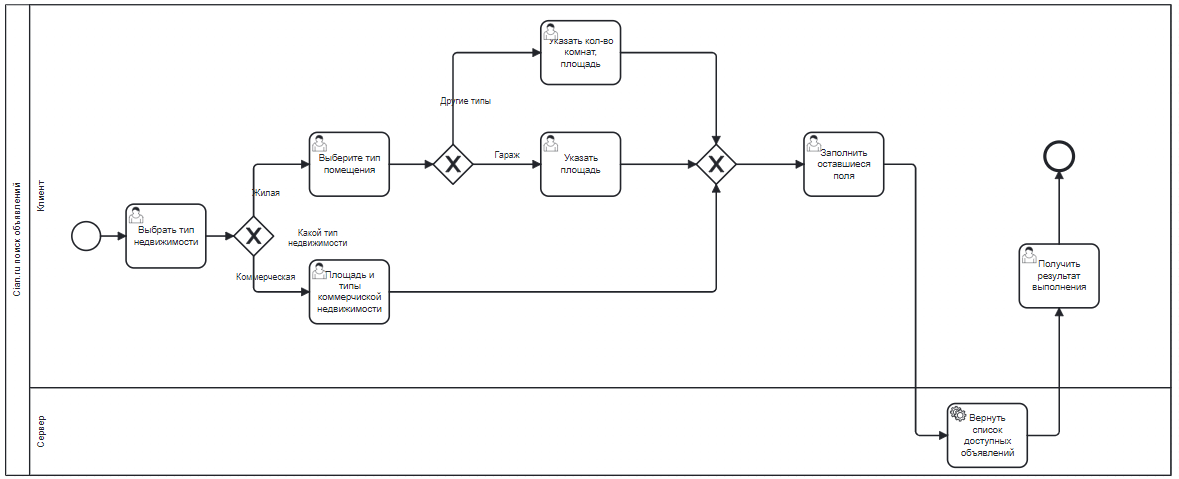 Cian.ru поиск объявлений
Клиент
Сервер
Выбрать тип
недвижимости
Жилая
Какой тип
недвижимости
Коммерческая
Выберите тип
помещения
Площадь и
типы
коммерчиской
недвижимости
Другие типы
Гараж
Указать кол-во
комнат,
площадь
Указать
площадь
Заполнить
оставшиеся
поля
Вернуть
список
доступных
объявлений
Получить
результат
выполнения